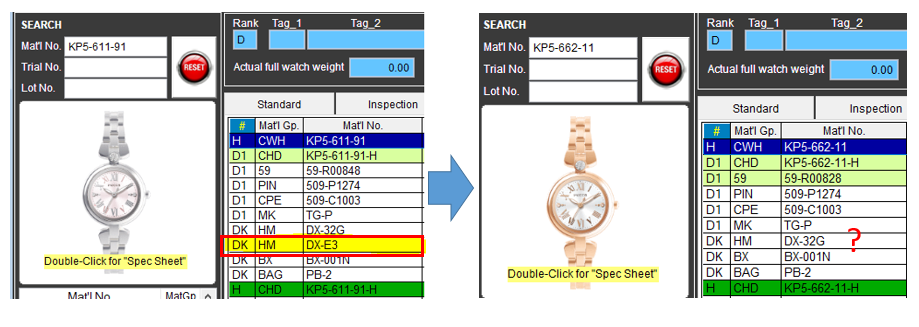 SEARCH
Mat'l No. KP5-611-91
Trial No.
Lot No.
RESET
Rank Tag_1 Tag_2
D
Actual full watch weight 0.00
Double-Click for "Spec Sheet"
Mat'l No. MatGp.
Standard Inspection
# Mat'l Gp. Mat'l No.
H CWH KP5-611-91
D1 CHD KP5-611-91-H
D1 59 59-R00848
D1 PIN 509-P1274
D1 CPE 509-C1003
D1 MK TG-P
DK HM DX-32G
DK HM DX-E3
DK BX BX-001N
DK BAG PB-2
H CHD KP5-611-91-H
SEARCH
Mat'l No. KP5-662-11
Trial No.
Lot No.
RESET
Rank Tag_1 Tag_2
D
Actual full watch weight 0.00
Double-Click for "Spec Sheet"
Standard Inspection
# Mat'l Gp. Mat'l No.
H CWH KP5-662-11
D1 CHD KP5-662-11-H
D1 59 59-R00828
D1 PIN 509-P1274
D1 CPE 509-C1003
D1 MK TG-P
DK HM DX-32G
?
DK BX BX-001N
DK BAG PB-2
H CHD KP5-662-11-H